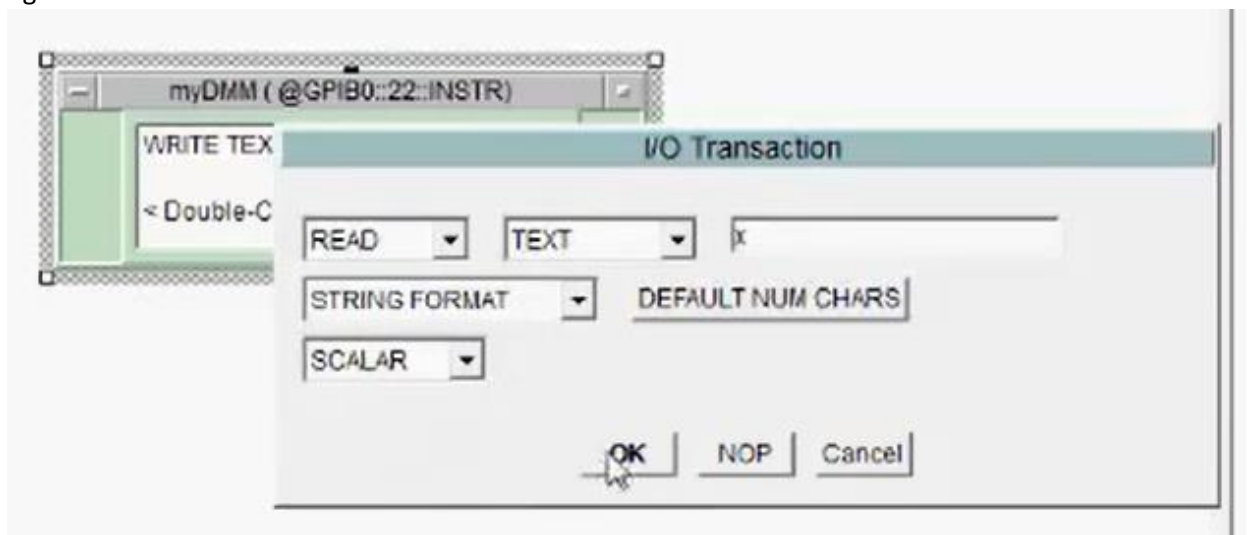 myDMM ( @GPIB0::22::INSTR)
WRITE TEX
< Double-C
I/O Transaction
READ TEXT x
STRING FORMAT DEFAULT NUM CHARS
SCALAR
OK NOP Cancel